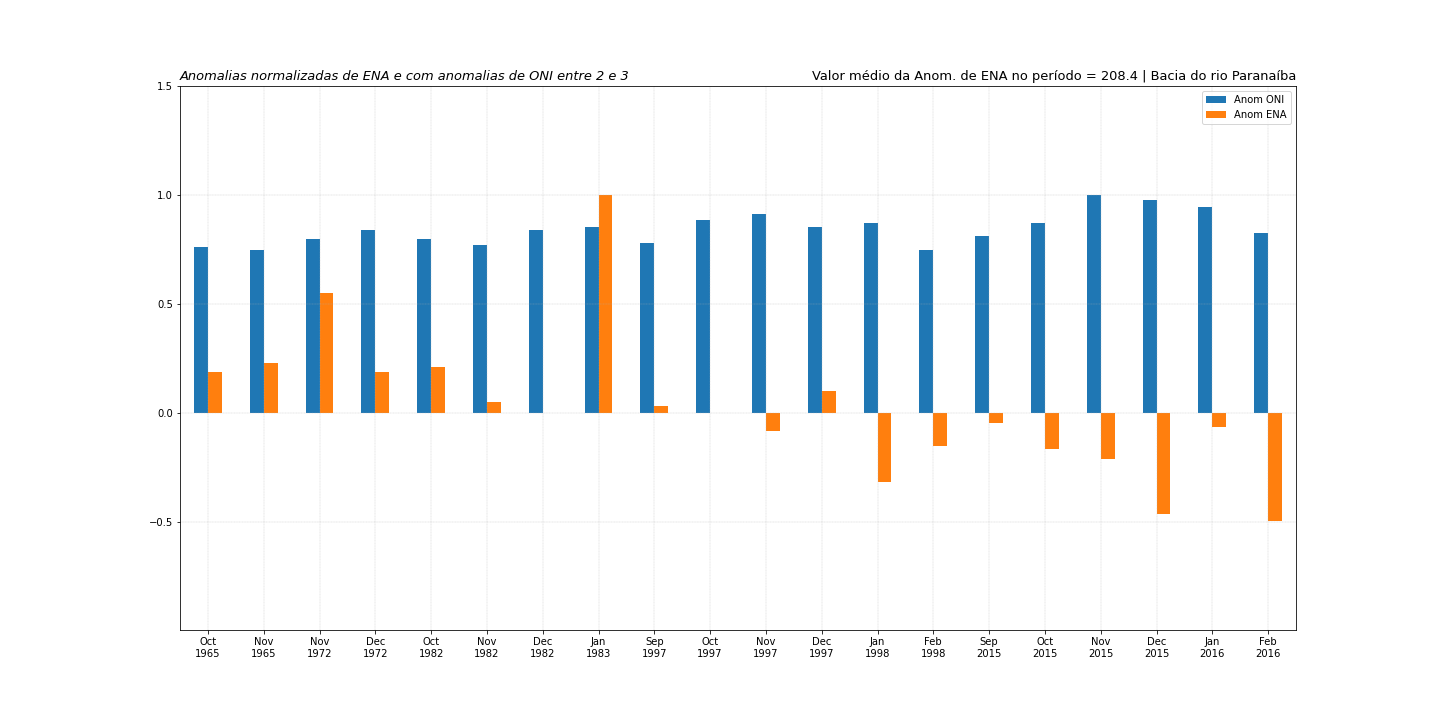 Anomalias normalizadas de ENA e com anomalias de ONI entre 2 e 3
Valor médio da Anom. de ENA no período = 208.4 | Bacia do rio Paranaíba
Anom ONI
Anom ENA
1.5
1.0
0.5
0.0
−0.5
Oct 1965
Nov 1965
Nov 1972
Dec 1972
Oct 1982
Nov 1982
Dec 1982
Jan 1983
Sep 1997
Oct 1997
Nov 1997
Dec 1997
Jan 1998
Feb 1998
Sep 2015
Oct 2015
Nov 2015
Dec 2015
Jan 2016
Feb 2016